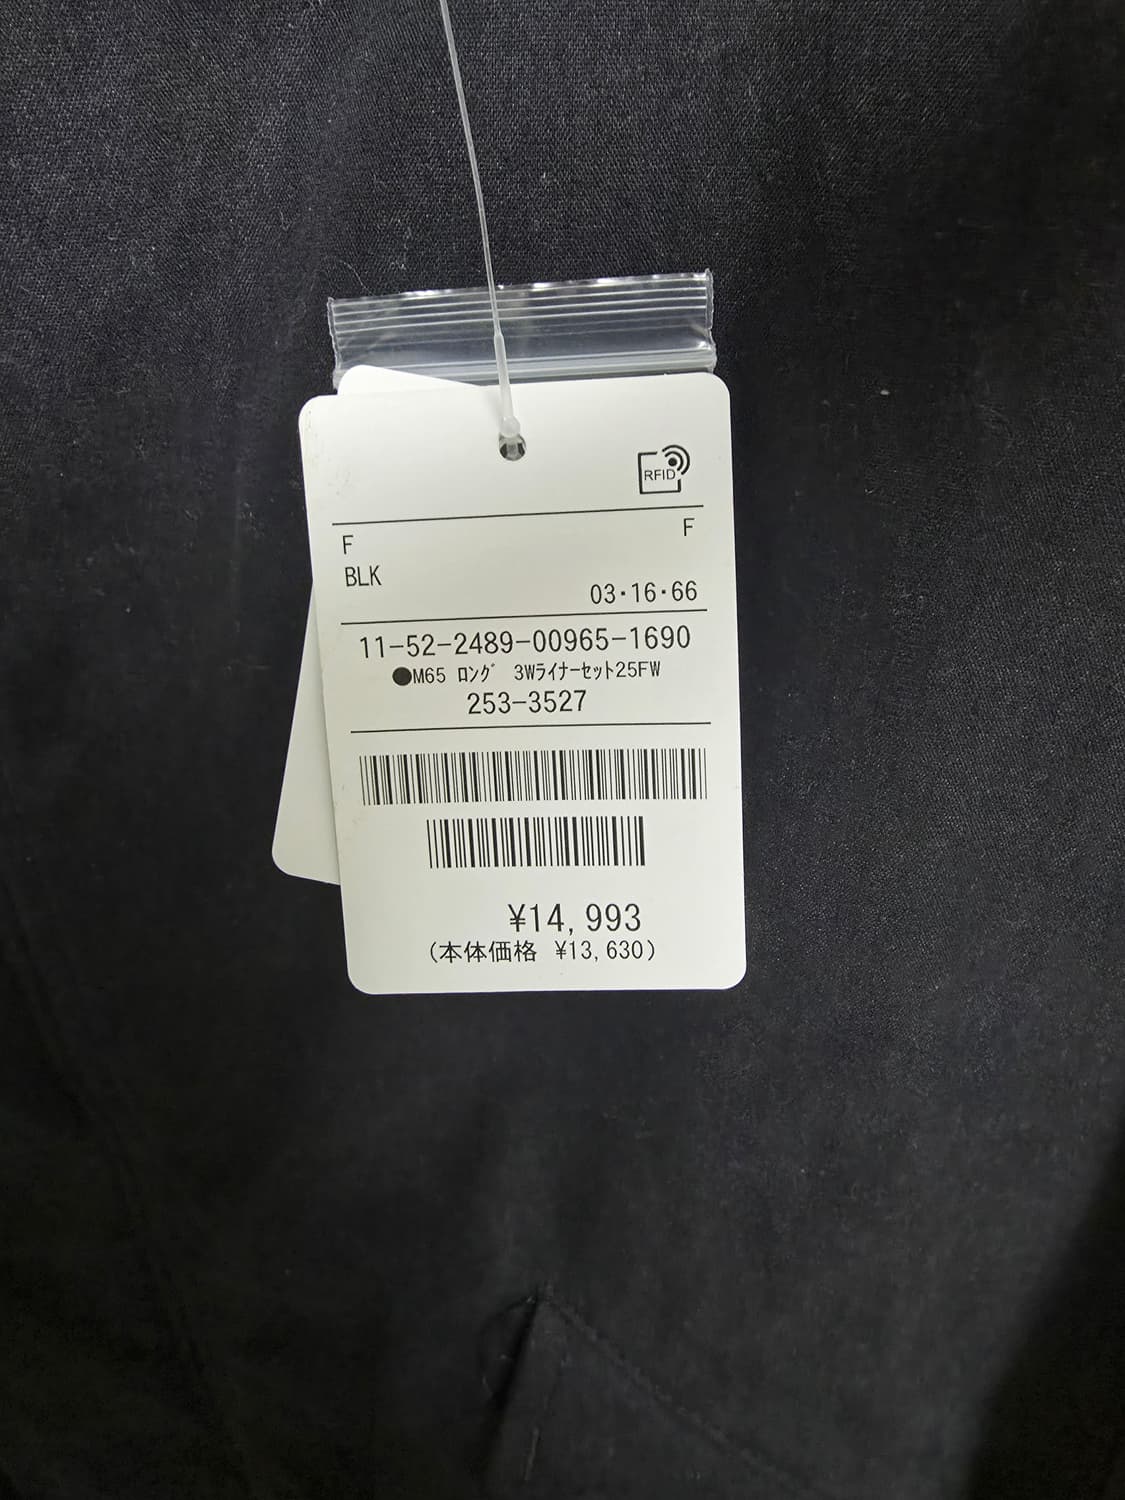 RFID
F F
BLK
03・16・66
11-52-2489-00965-1690
●M65 ﾛﾝｸﾞ 3Wﾗｲﾅｰｾｯﾄ25FW
253-3527
¥14,993
(本体価格 ¥13,630)